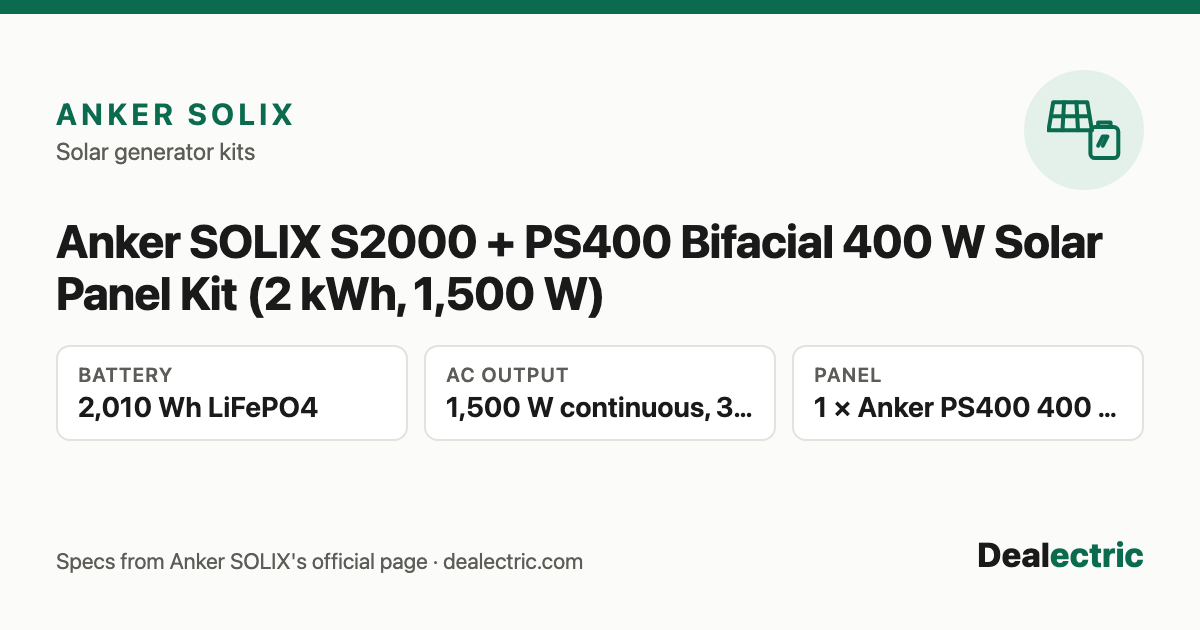 ANKER SOLIX
Solar generator kits
Anker SOLIX S2000 + PS400 Bifacial 400 W Solar
Panel Kit (2 kWh, 1,500 W)
BATTERY
2,010 Wh LiFePO4
AC OUTPUT
1,500 W continuous, 3...
PANEL
1 × Anker PS400 400 ...
Specs from Anker SOLIX's official page · dealectric.com
Dealectric